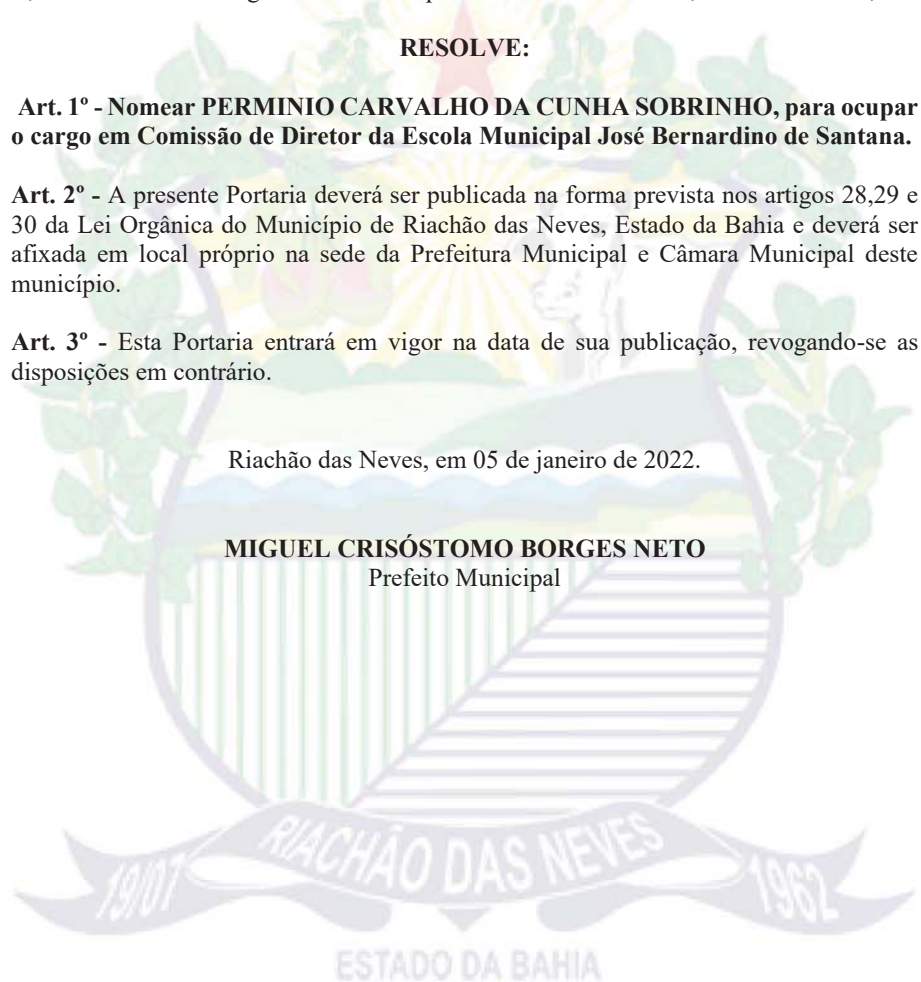 RESOLVE:
Art. 1º - Nomear PERMINIO CARVALHO DA CUNHA SOBRINHO, para ocupar
o cargo em Comissão de Diretor da Escola Municipal José Bernardino de Santana.
Art. 2º - A presente Portaria deverá ser publicada na forma prevista nos artigos 28,29 e
30 da Lei Orgânica do Município de Riachão das Neves, Estado da Bahia e deverá ser
afixada em local próprio na sede da Prefeitura Municipal e Câmara Municipal deste
município.
Art. 3º - Esta Portaria entrará em vigor na data de sua publicação, revogando-se as
disposições em contrário.
Riachão das Neves, em 05 de janeiro de 2022.
MIGUEL CRISÓSTOMO BORGES NETO
Prefeito Municipal
19/07 RIACHÃO DAS NEVES 1962
ESTADO DA BAHIA